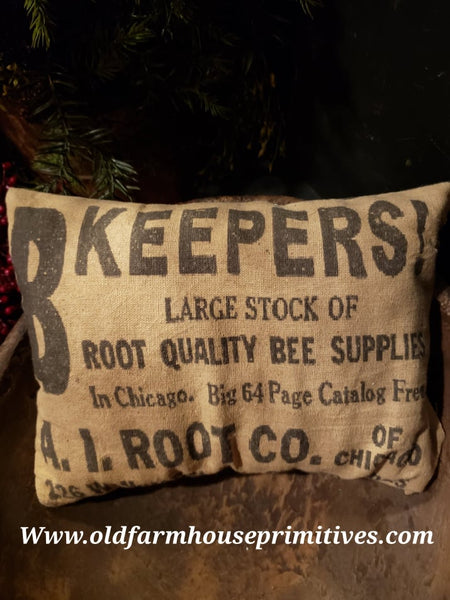 B KEEPERS!
LARGE STOCK OF
ROOT QUALITY BEE SUPPLIES
In Chicago. Big 64 Page Catalog Free
A. I. ROOT CO. OF CHICAGO
Www.oldfarmhouseprimitives.com